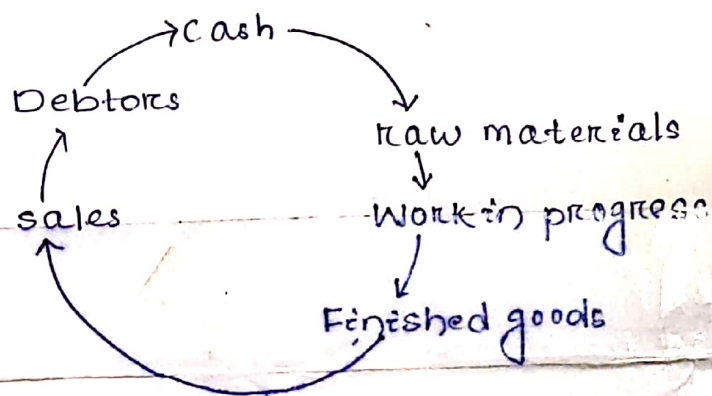 Cash
Debtors
raw materials
sales
Work in progress
Finished goods